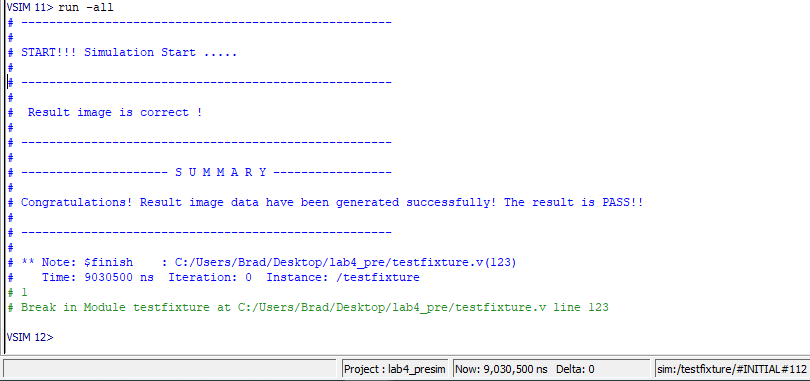 VSIM 11> run -all
# -----------------------------------------------------
#
# START!!! Simulation Start .....
#
# -----------------------------------------------------
#
#  Result image is correct !
#
# -----------------------------------------------------
#
# --------------------- S U M M A R Y -----------------
#
# Congratulations! Result image data have been generated successfully! The result is PASS!!
#
# -----------------------------------------------------
#
# ** Note: $finish    : C:/Users/Brad/Desktop/lab4_pre/testfixture.v(123)
#    Time: 9030500 ns  Iteration: 0  Instance: /testfixture
# 1
# Break in Module testfixture at C:/Users/Brad/Desktop/lab4_pre/testfixture.v line 123
VSIM 12>
Project : lab4_presim Now: 9,030,500 ns  Delta: 0 sim:/testfixture/#INITIAL#112